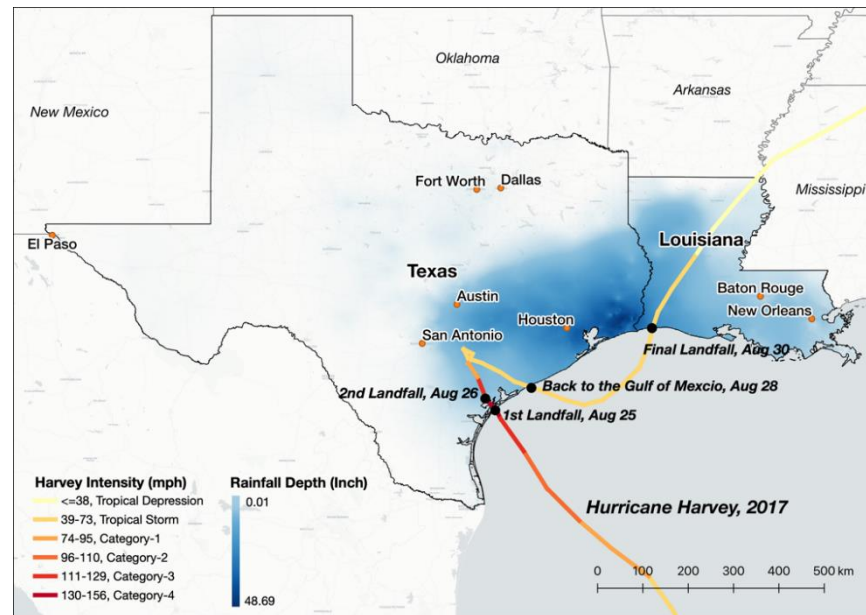 Oklahoma
New Mexico
Arkansas
Mississippi
Fort Worth
Dallas
El Paso
Texas
Louisiana
Austin
Baton Rouge
New Orleans
Houston
San Antonio
Final Landfall, Aug 30
2nd Landfall, Aug 26
Back to the Gulf of Mexcio, Aug 28
1st Landfall, Aug 25
Harvey Intensity (mph)
<=38, Tropical Depression
39-73, Tropical Storm
74-95, Category-1
96-110, Category-2
111-129, Category-3
130-156, Category-4
Rainfall Depth (Inch)
0.01
48.69
Hurricane Harvey, 2017
0 100 200 300 400 500 km